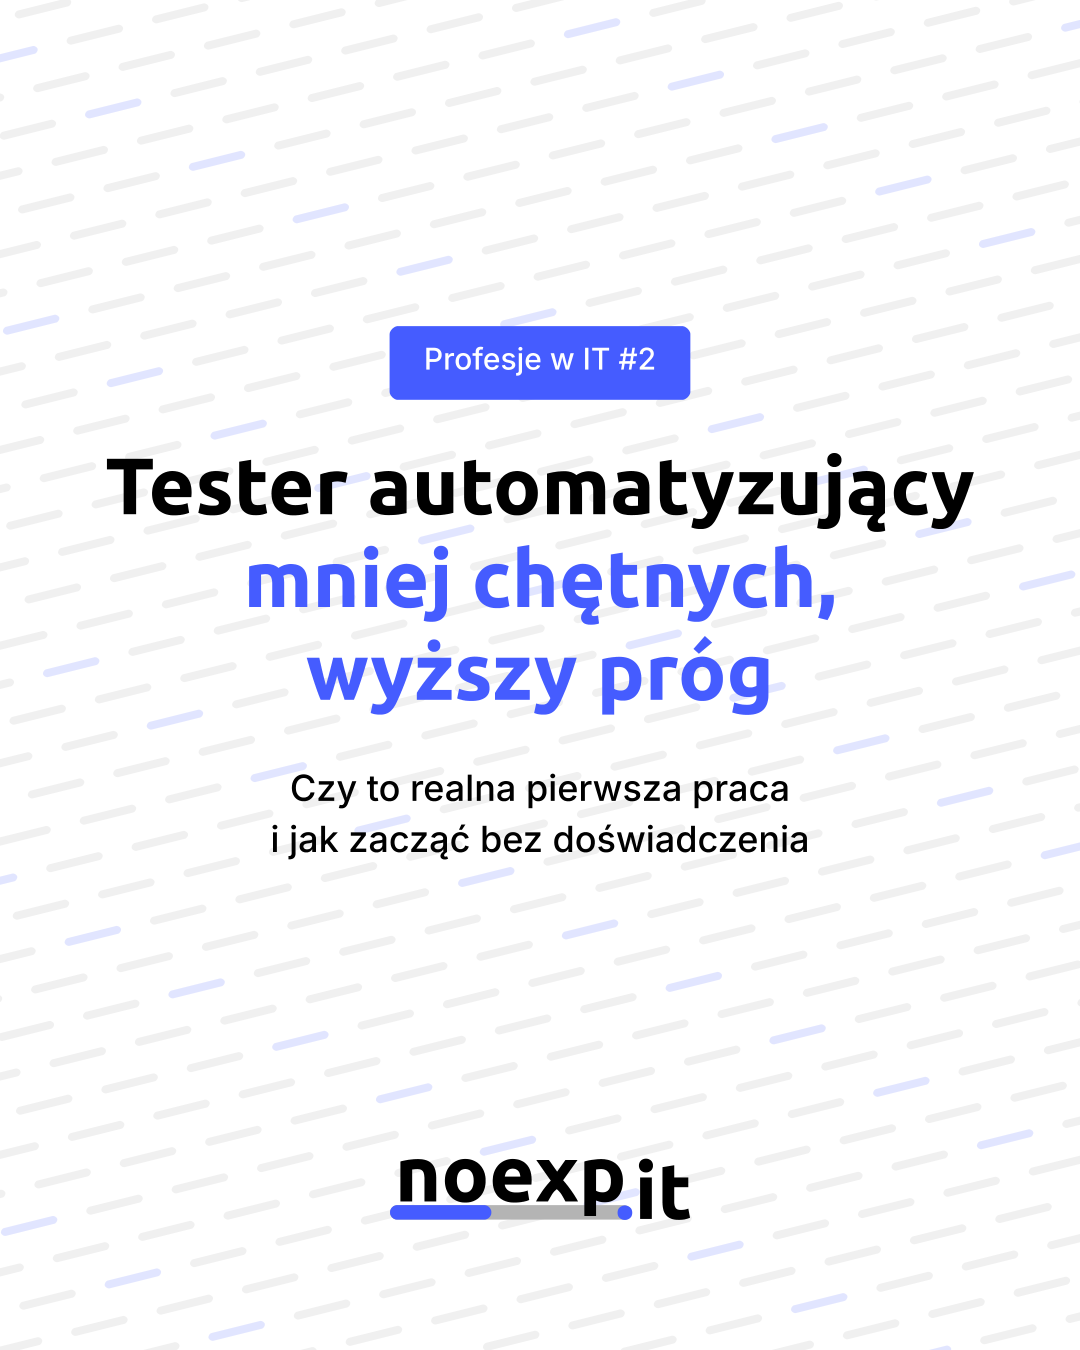 Profesje w IT #2
Tester automatyzujący
mniej chętnych,
wyższy próg
Czy to realna pierwsza praca
i jak zacząć bez doświadczenia
noexp.it